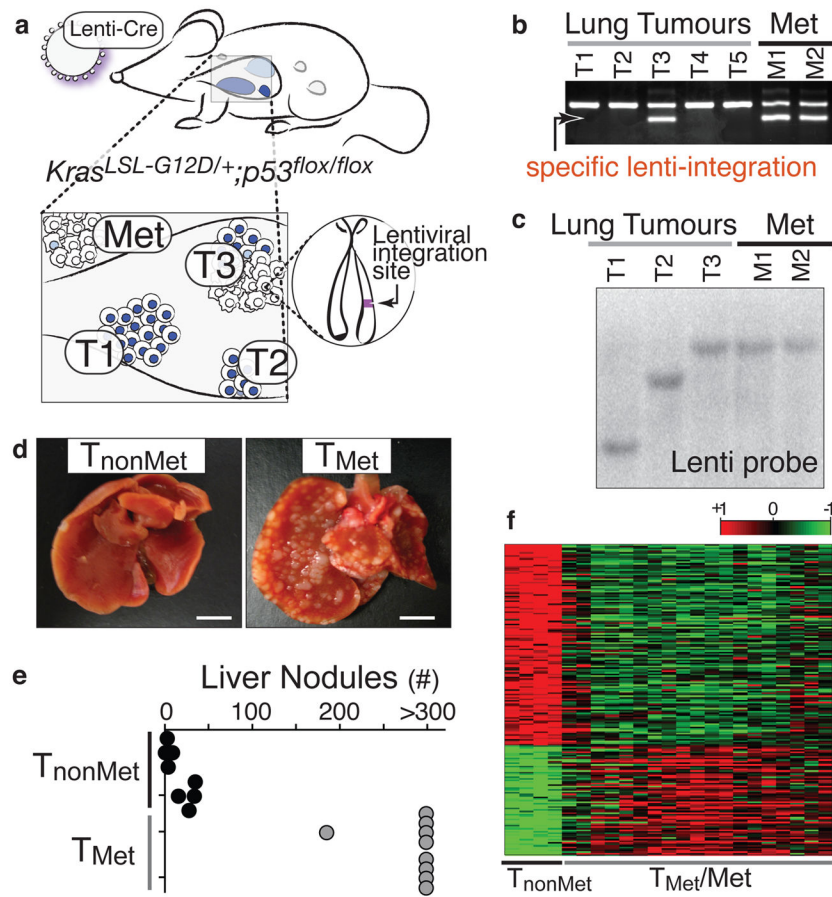 a
Lenti-Cre
Kras^LSL-G12D/+;p53^flox/flox
Met
T3
T1
T2
Lentiviral
integration
site
b
Lung Tumours Met
T1 T2 T3 T4 T5 M1 M2
specific lenti-integration
c
Lung Tumours Met
T1 T2 T3 M1 M2
Lenti probe
d
TnonMet TMet
e
Liver Nodules (#)
0 100 200 >300
TnonMet
TMet
f
+1 0 -1
TnonMet TMet/Met